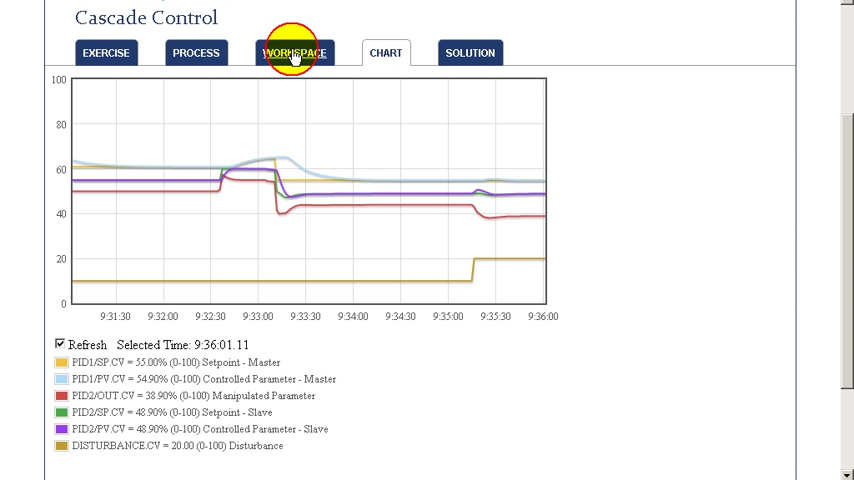 Cascade Control
EXERCISE PROCESS WORKSPACE CHART SOLUTION
100
80
60
40
20
0
9:31:30 9:32:00 9:32:30 9:33:00 9:33:30 9:34:00 9:34:30 9:35:00 9:35:30 9:36:00
Refresh Selected Time: 9:36:01.11
PID1/SP.CV = 55.00% (0-100) Setpoint - Master
PID1/PV.CV = 54.90% (0-100) Controlled Parameter - Master
PID2/OUT.CV = 38.90% (0-100) Manipulated Parameter
PID2/SP.CV = 48.90% (0-100) Setpoint - Slave
PID2/PV.CV = 48.90% (0-100) Controlled Parameter - Slave
DISTURBANCE.CV = 20.00 (0-100) Disturbance